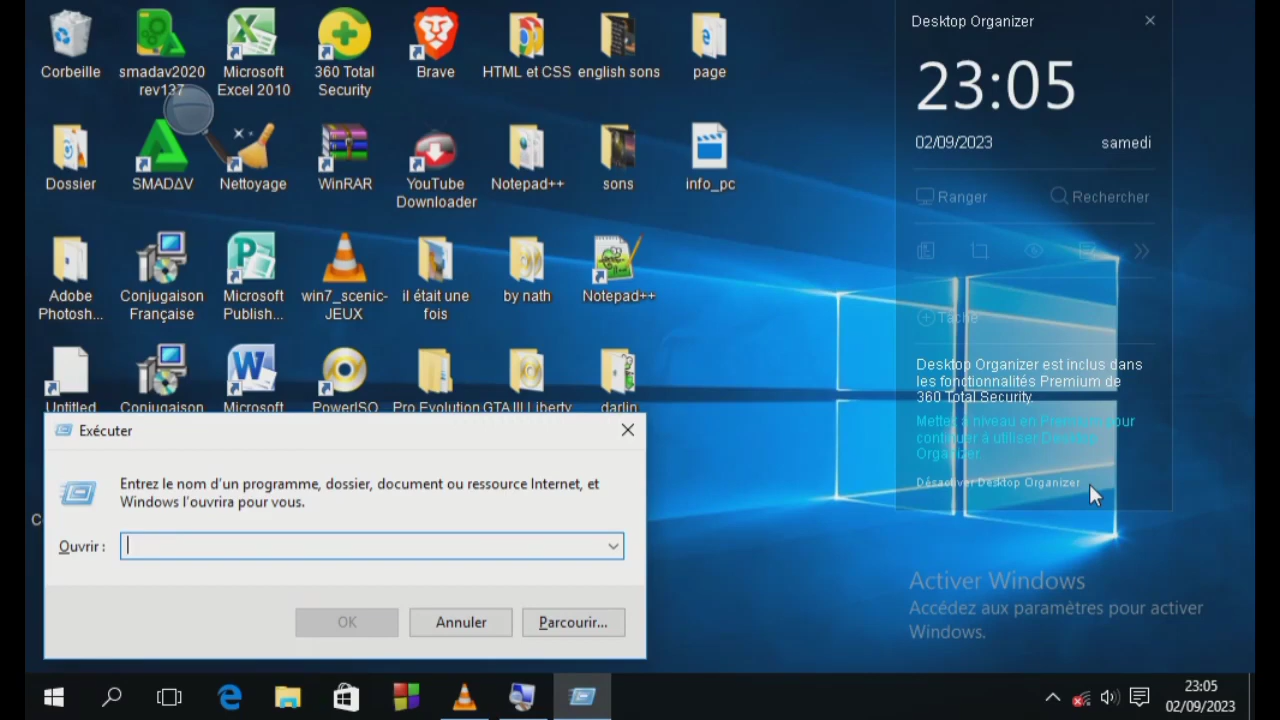 Corbeille
smadav2020
rev137
Microsoft
Excel 2010
360 Total
Security
Brave
HTML et CSS
english sons
page
Dossier
SMADΔV
Nettoyage
WinRAR
YouTube
Downloader
Notepad++
sons
info_pc
Adobe
Photosh...
Conjugaison
Française
Microsoft
Publish...
win7_scenic-
JEUX
il était une
fois
by nath
Notepad++
Untitled
Conjugaison
Microsoft
PowerISO
Pro Evolution
GTA III Liberty
darlin
Exécuter
Entrez le nom d'un programme, dossier, document ou ressource Internet, et
Windows l'ouvrira pour vous.
Ouvrir :
OK
Annuler
Parcourir...
Desktop Organizer
23:05
02/09/2023
samedi
Ranger
Rechercher
Tâche
Desktop Organizer est inclus dans
les fonctionnalités Premium de
360 Total Security.
Mettez à niveau en Premium pour
continuer à utiliser Desktop
Organizer
Désactiver Desktop Organizer
Activer Windows
Accédez aux paramètres pour activer
Windows.
23:05
02/09/2023